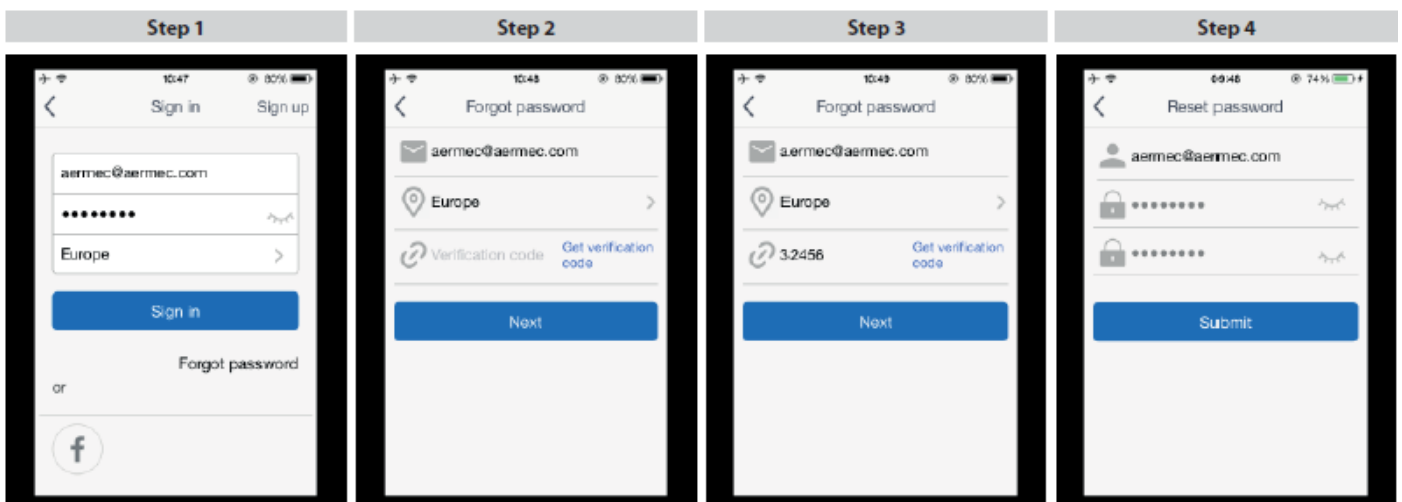 Step 1
10:47
80%
Sign in
Sign up
aermec@aermec.com
••••••••
Europe
Sign in
Forgot password
or
f
Step 2
10:48
80%
Forgot password
aermec@aermec.com
Europe
Verification code
Get verification
code
Next
Step 3
10:49
80%
Forgot password
aermec@aermec.com
Europe
32456
Get verification
code
Next
Step 4
09:48
74%
Reset password
aermec@aermec.com
••••••••
••••••••
Submit